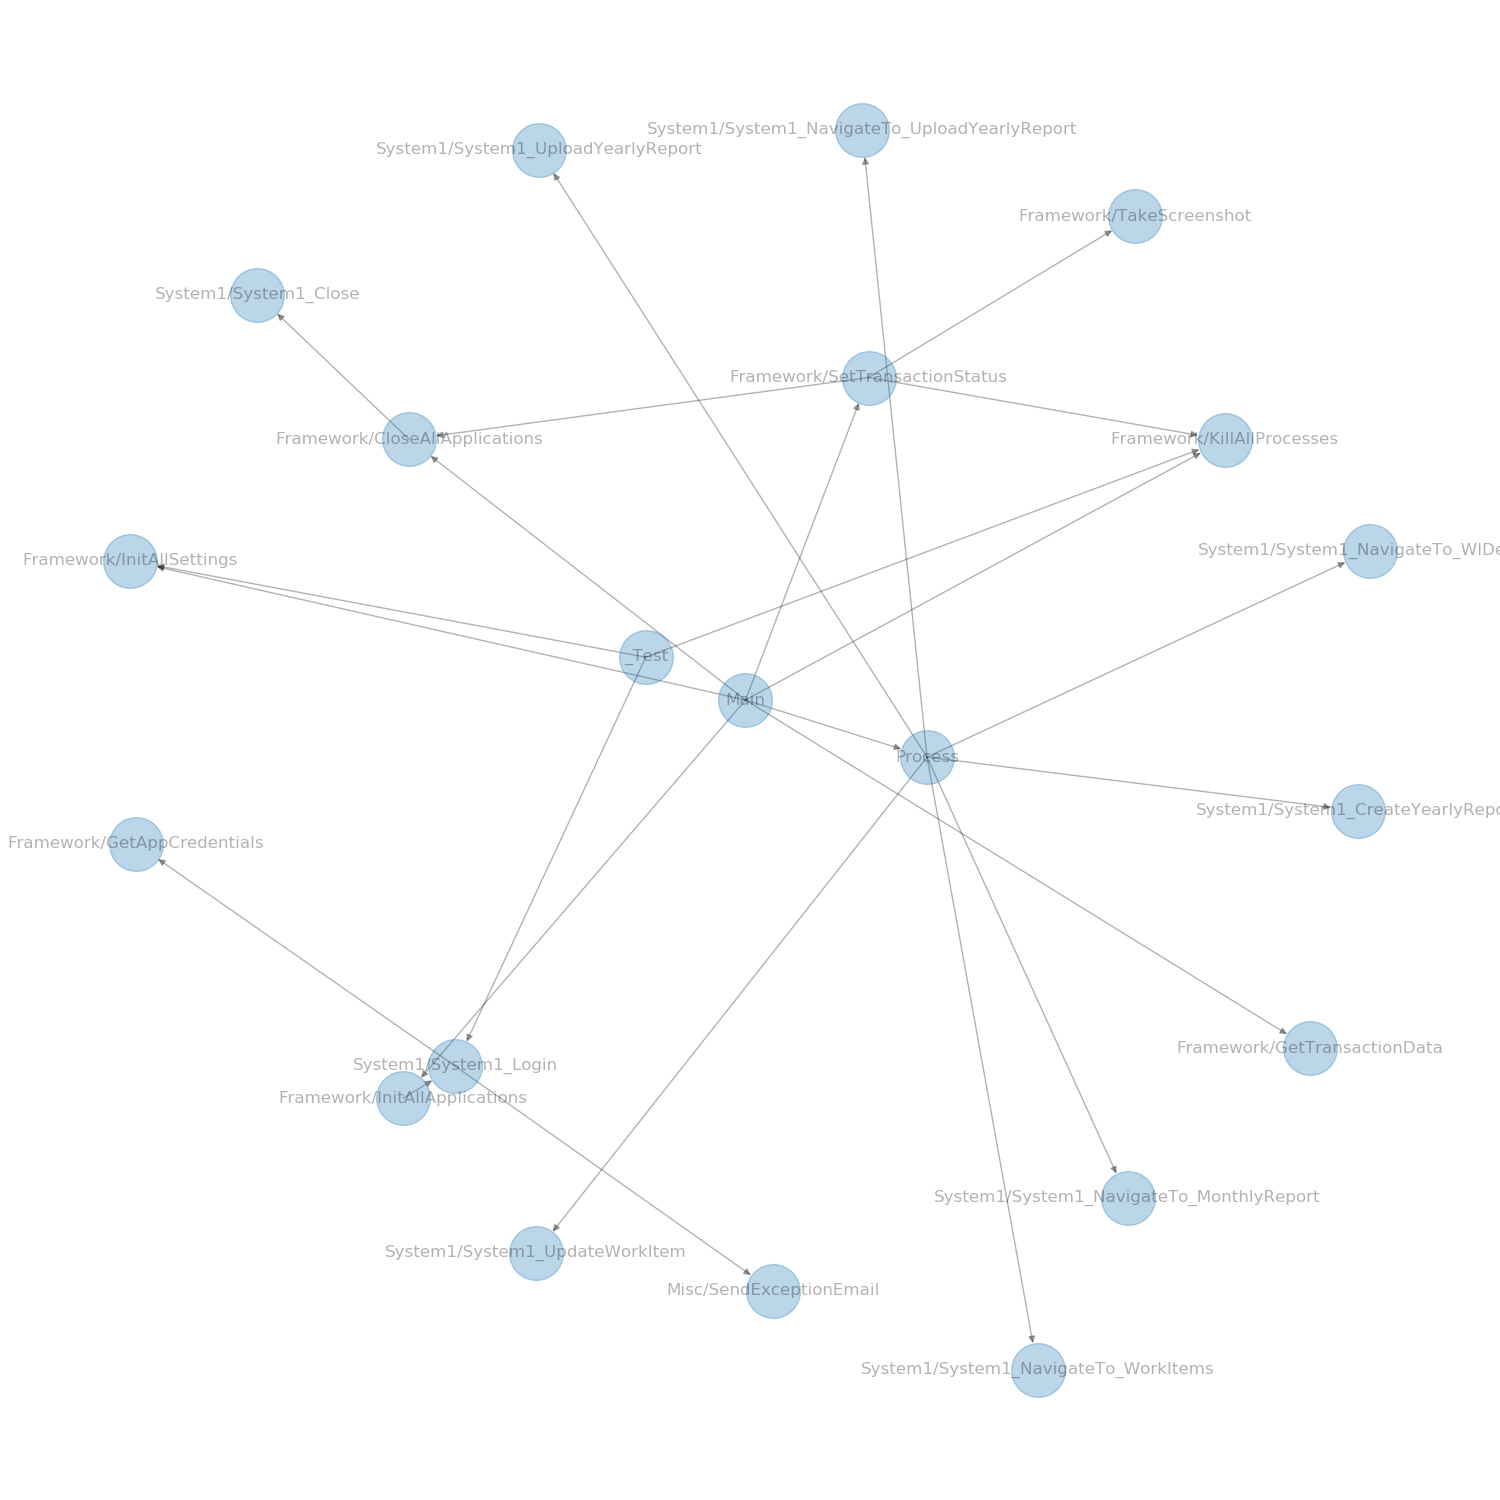 System1/System1_NavigateTo_UploadYearlyReport
System1/System1_UploadYearlyReport
Framework/TakeScreenshot
System1/System1_Close
Framework/SetTransactionStatus
Framework/CloseAllApplications
Framework/KillAllProcesses
System1/System1_NavigateTo_WIDe
Framework/InitAllSettings
_Test
Main
Process
System1/System1_CreateYearlyRepo
Framework/GetAppCredentials
Framework/GetTransactionData
System1/System1_Login
Framework/InitAllApplications
System1/System1_NavigateTo_MonthlyReport
System1/System1_UpdateWorkItem
Misc/SendExceptionEmail
System1/System1_NavigateTo_WorkItems